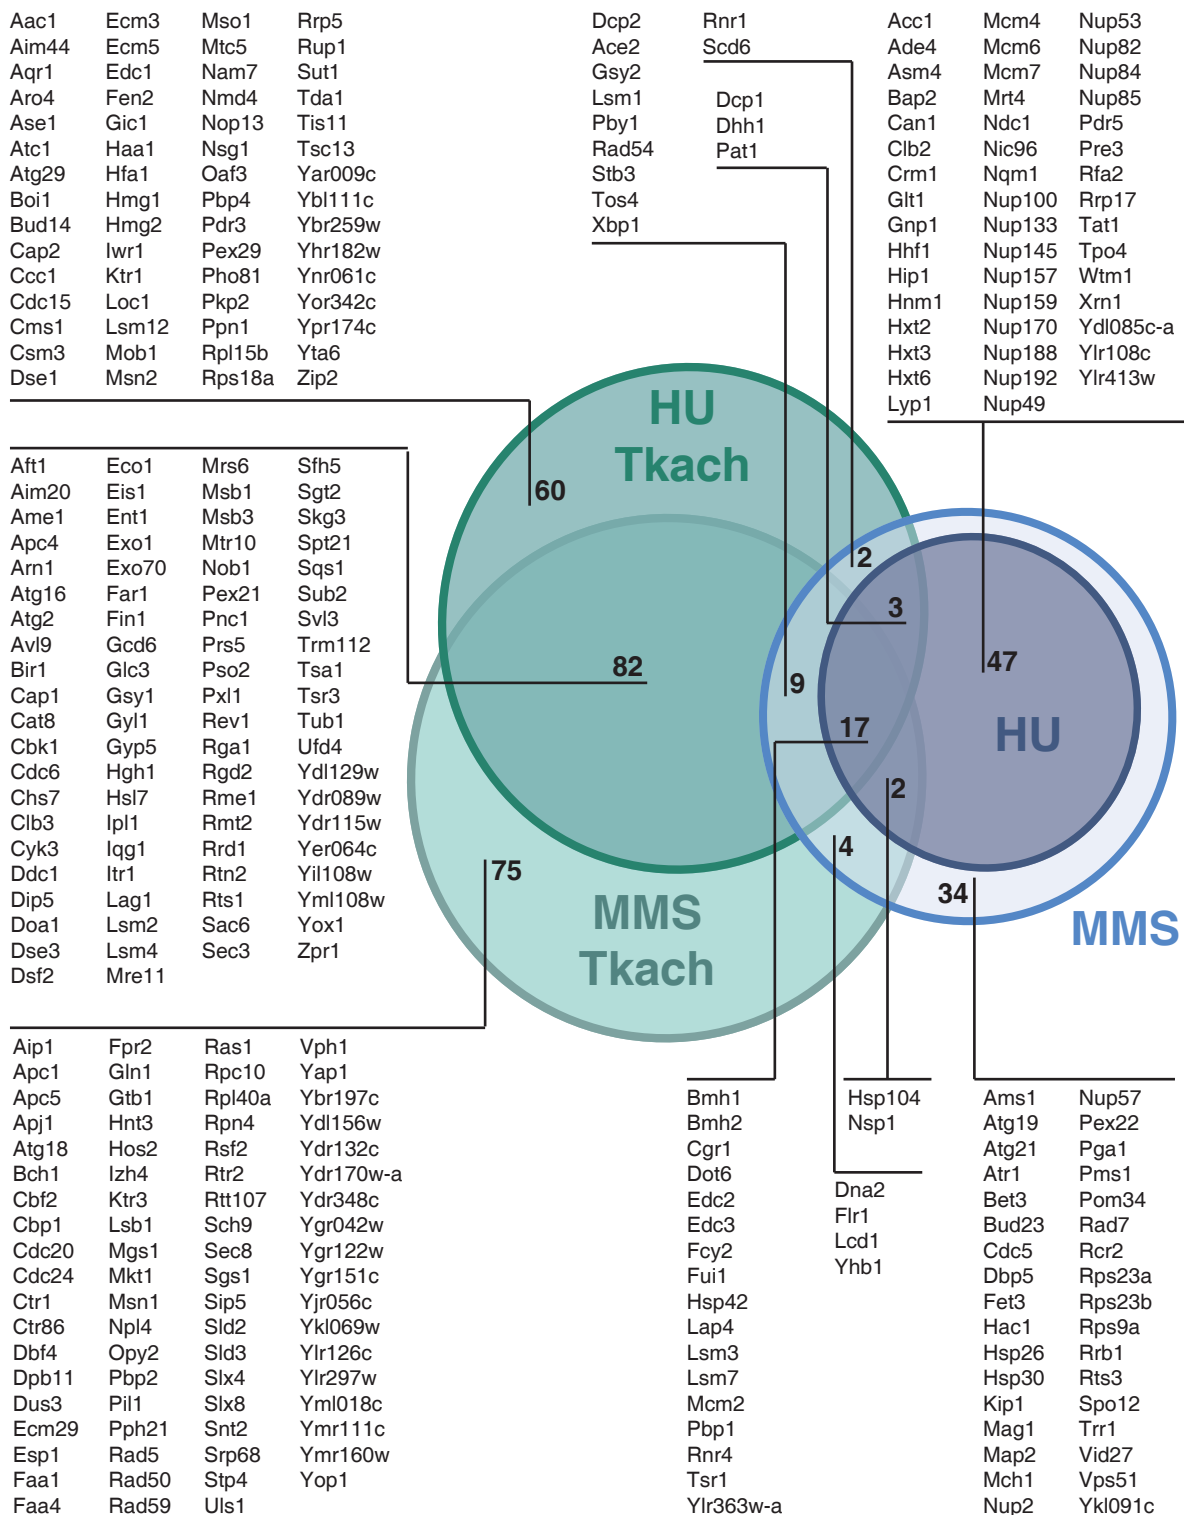 Aac1 Ecm3 Mso1 Rrp5
Aim44 Ecm5 Mtc5 Rup1
Aqr1 Edc1 Nam7 Sut1
Aro4 Fen2 Nmd4 Tda1
Ase1 Gic1 Nop13 Tis11
Atc1 Haa1 Nsg1 Tsc13
Atg29 Hfa1 Oaf3 Yar009c
Boi1 Hmg1 Pbp4 Ybl111c
Bud14 Hmg2 Pdr3 Ybr259w
Cap2 Iwr1 Pex29 Yhr182w
Ccc1 Ktr1 Pho81 Ynr061c
Cdc15 Loc1 Pkp2 Yor342c
Cms1 Lsm12 Ppn1 Ypr174c
Csm3 Mob1 Rpl15b Yta6
Dse1 Msn2 Rps18a Zip2
Dcp2
Ace2
Gsy2
Lsm1
Pby1
Rad54
Stb3
Tos4
Xbp1
Rnr1
Scd6
Dcp1
Dhh1
Pat1
Acc1 Mcm4 Nup53
Ade4 Mcm6 Nup82
Asm4 Mcm7 Nup84
Bap2 Mrt4 Nup85
Can1 Ndc1 Pdr5
Clb2 Nic96 Pre3
Crm1 Nqm1 Rfa2
Glt1 Nup100 Rrp17
Gnp1 Nup133 Tat1
Hhf1 Nup145 Tpo4
Hip1 Nup157 Wtm1
Hnm1 Nup159 Xrn1
Hxt2 Nup170 Ydl085c-a
Hxt3 Nup188 Ylr108c
Hxt6 Nup192 Ylr413w
Lyp1 Nup49
HU
Tkach
60
2
3
47
82
9
17
HU
2
4
75
34
MMS
Tkach
MMS
Aft1 Eco1 Mrs6 Sfh5
Aim20 Eis1 Msb1 Sgt2
Ame1 Ent1 Msb3 Skg3
Apc4 Exo1 Mtr10 Spt21
Arn1 Exo70 Nob1 Sqs1
Atg16 Far1 Pex21 Sub2
Atg2 Fin1 Pnc1 Svl3
Avl9 Gcd6 Prs5 Trm112
Bir1 Glc3 Pso2 Tsa1
Cap1 Gsy1 Pxl1 Tsr3
Cat8 Gyl1 Rev1 Tub1
Cbk1 Gyp5 Rga1 Ufd4
Cdc6 Hgh1 Rgd2 Ydl129w
Chs7 Hsl7 Rme1 Ydr089w
Clb3 Ipl1 Rmt2 Ydr115w
Cyk3 Iqg1 Rrd1 Yer064c
Ddc1 Itr1 Rtn2 Yil108w
Dip5 Lag1 Rts1 Yml108w
Doa1 Lsm2 Sac6 Yox1
Dse3 Lsm4 Sec3 Zpr1
Dsf2 Mre11
Aip1 Fpr2 Ras1 Vph1
Apc1 Gln1 Rpc10 Yap1
Apc5 Gtb1 Rpl40a Ybr197c
Apj1 Hnt3 Rpn4 Ydl156w
Atg18 Hos2 Rsf2 Ydr132c
Bch1 Izh4 Rtr2 Ydr170w-a
Cbf2 Ktr3 Rtt107 Ydr348c
Cbp1 Lsb1 Sch9 Ygr042w
Cdc20 Mgs1 Sec8 Ygr122w
Cdc24 Mkt1 Sgs1 Ygr151c
Ctr1 Msn1 Sip5 Yjr056c
Ctr86 Npl4 Sld2 Ykl069w
Dbf4 Opy2 Sld3 Ylr126c
Dpb11 Pbp2 Slx4 Ylr297w
Dus3 Pil1 Slx8 Yml018c
Ecm29 Pph21 Snt2 Ymr111c
Esp1 Rad5 Srp68 Ymr160w
Faa1 Rad50 Stp4 Yop1
Faa4 Rad59 Uls1
Bmh1
Bmh2
Cgr1
Dot6
Edc2
Edc3
Fcy2
Fui1
Hsp42
Lap4
Lsm3
Lsm7
Mcm2
Pbp1
Rnr4
Tsr1
Ylr363w-a
Hsp104
Nsp1
Dna2
Flr1
Lcd1
Yhb1
Ams1 Nup57
Atg19 Pex22
Atg21 Pga1
Atr1 Pms1
Bet3 Pom34
Bud23 Rad7
Cdc5 Rcr2
Dbp5 Rps23a
Fet3 Rps23b
Hac1 Rps9a
Hsp26 Rrb1
Hsp30 Rts3
Kip1 Spo12
Mag1 Trr1
Map2 Vid27
Mch1 Vps51
Nup2 Ykl091c